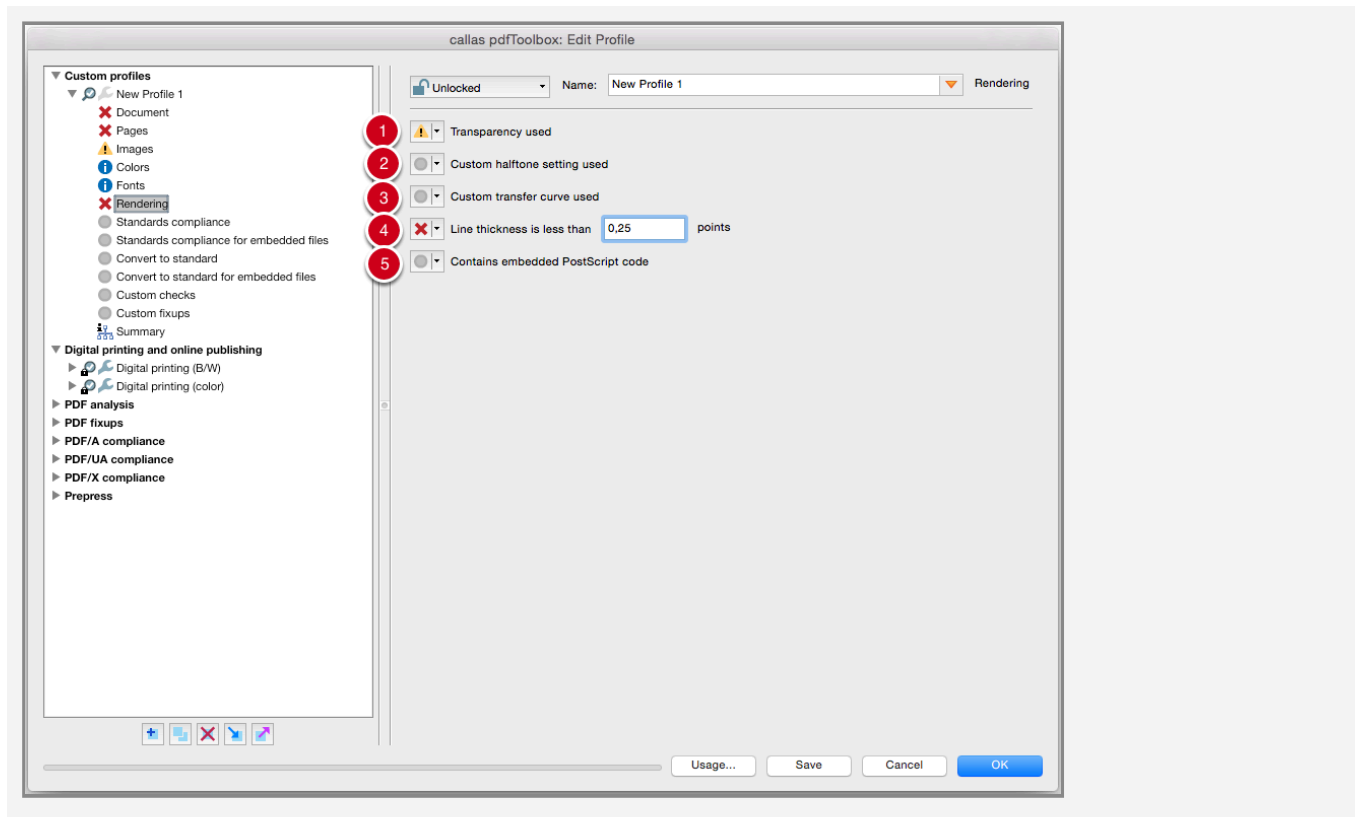 callas pdfToolbox: Edit Profile
Custom profiles
New Profile 1
Document
Pages
Images
Colors
Fonts
Rendering
Standards compliance
Standards compliance for embedded files
Convert to standard
Convert to standard for embedded files
Custom checks
Custom fixups
Summary
Digital printing and online publishing
Digital printing (B/W)
Digital printing (color)
PDF analysis
PDF fixups
PDF/A compliance
PDF/UA compliance
PDF/X compliance
Prepress
Unlocked Name: New Profile 1 Rendering
1 Transparency used
2 Custom halftone setting used
3 Custom transfer curve used
4 Line thickness is less than 0,25 points
5 Contains embedded PostScript code
Usage... Save Cancel OK